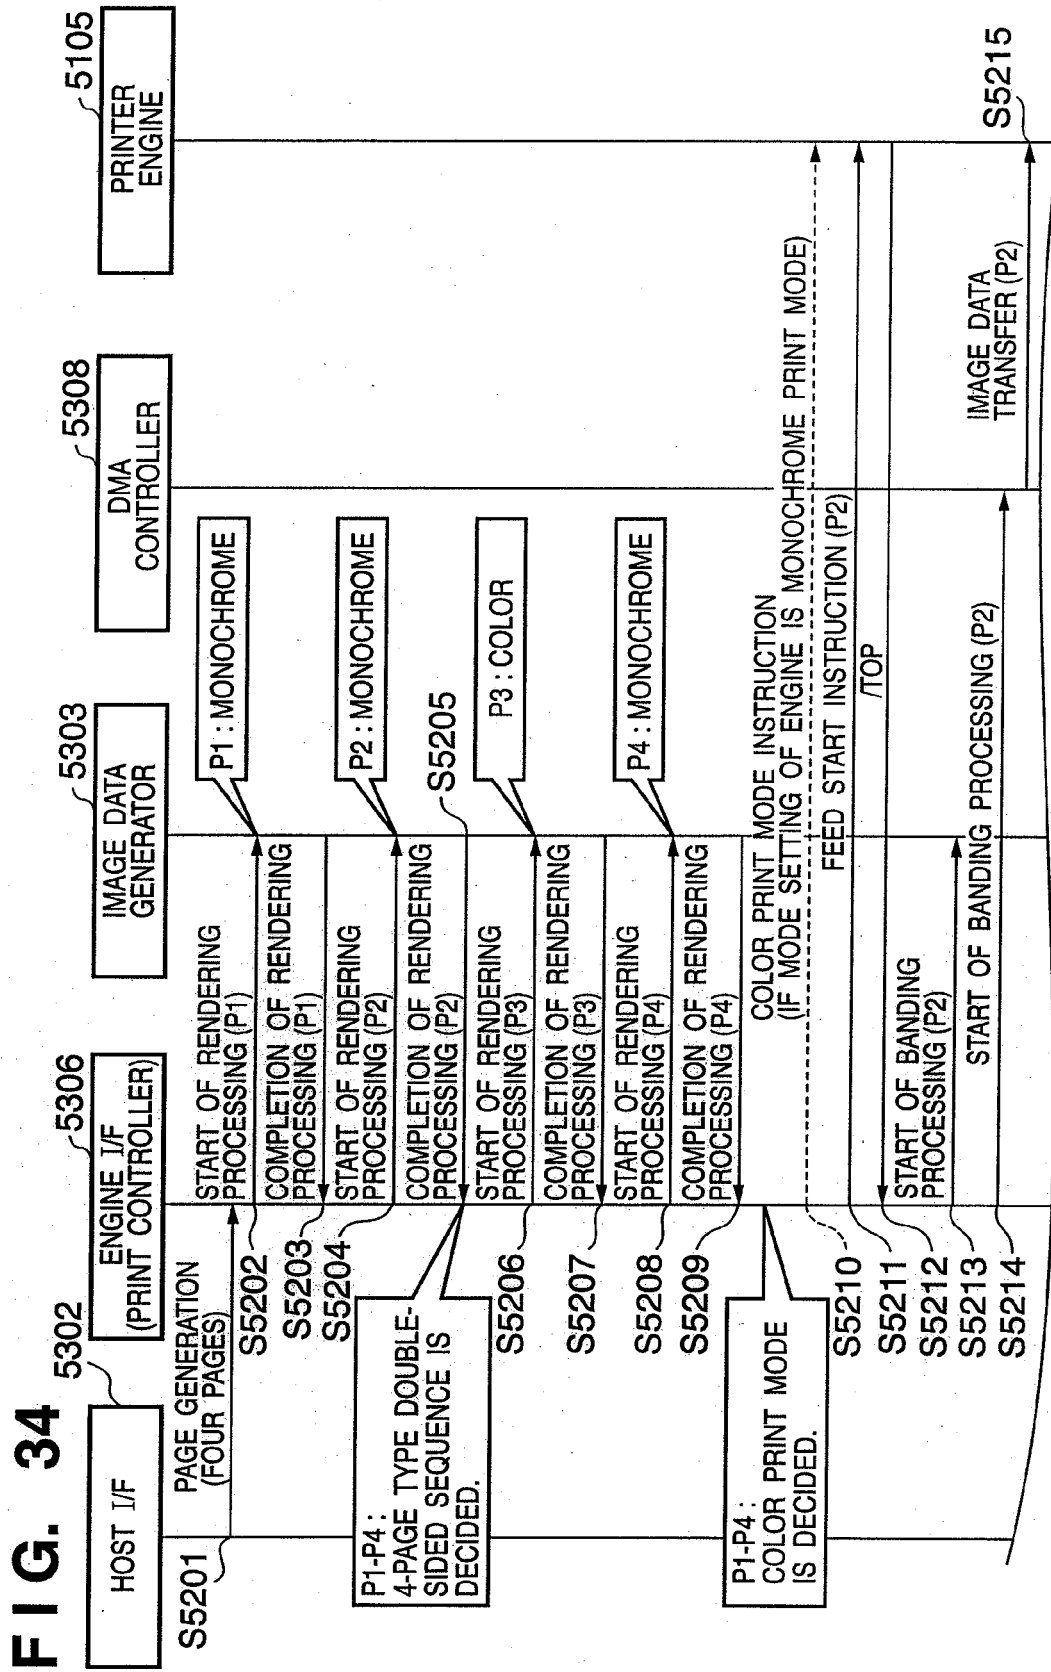 FIG. 34
HOST I/F
5302
ENGINE I/F
(PRINT CONTROLLER)
5306
IMAGE DATA
GENERATOR
5303
DMA
CONTROLLER
5308
PRINTER
ENGINE
5105
S5201
PAGE GENERATION
(FOUR PAGES)
S5202
START OF RENDERING
PROCESSING (P1)
P1 : MONOCHROME
S5203
COMPLETION OF RENDERING
PROCESSING (P1)
S5204
START OF RENDERING
PROCESSING (P2)
P2 : MONOCHROME
COMPLETION OF RENDERING
PROCESSING (P2)
S5205
P1-P4 :
4-PAGE TYPE DOUBLE-
SIDED SEQUENCE IS
DECIDED.
S5206
START OF RENDERING
PROCESSING (P3)
P3 : COLOR
S5207
COMPLETION OF RENDERING
PROCESSING (P3)
S5208
START OF RENDERING
PROCESSING (P4)
P4 : MONOCHROME
S5209
COMPLETION OF RENDERING
PROCESSING (P4)
P1-P4 :
COLOR PRINT MODE
IS DECIDED.
S5210
COLOR PRINT MODE INSTRUCTION
(IF MODE SETTING OF ENGINE IS MONOCHROME PRINT MODE)
S5211
FEED START INSTRUCTION (P2)
S5212
/TOP
S5213
START OF BANDING
PROCESSING (P2)
S5214
START OF BANDING PROCESSING (P2)
IMAGE DATA
TRANSFER (P2)
S5215